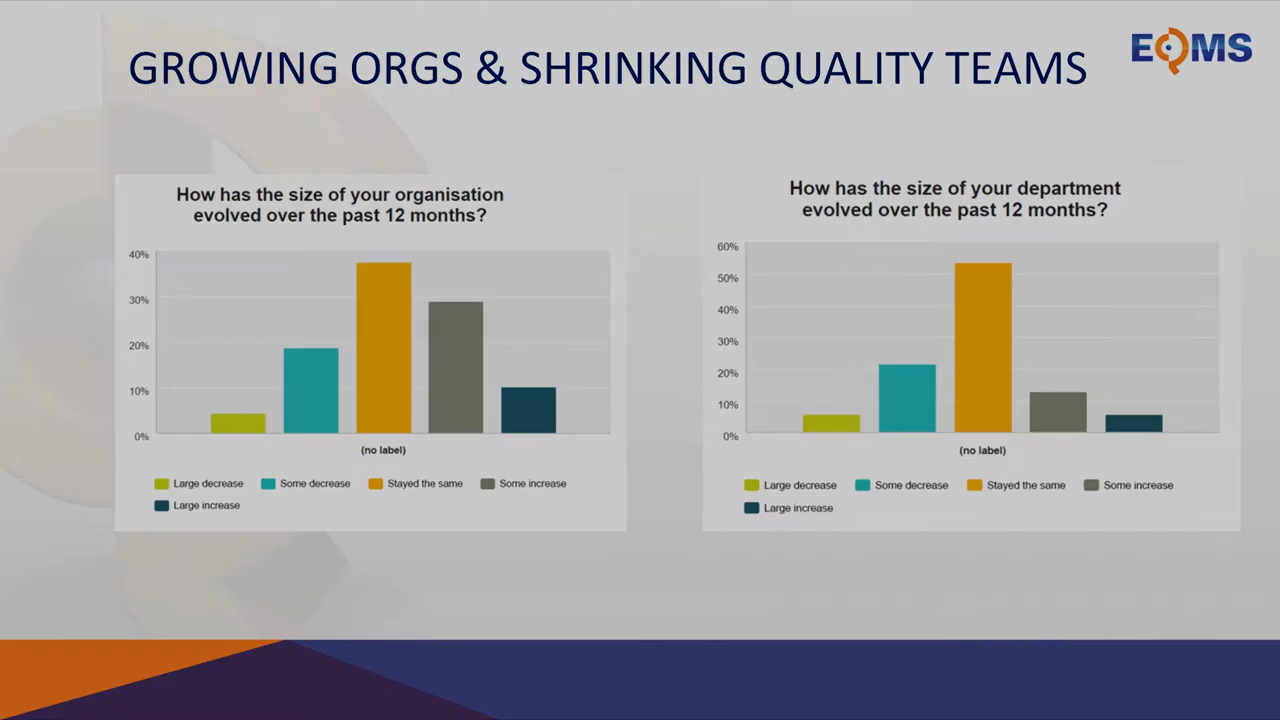 GROWING ORGS & SHRINKING QUALITY TEAMS
EQMS
How has the size of your organisation
evolved over the past 12 months?
40%
30%
20%
10%
0%
(no label)
Large decrease
Some decrease
Stayed the same
Some increase
Large increase
How has the size of your department
evolved over the past 12 months?
60%
50%
40%
30%
20%
10%
0%
(no label)
Large decrease
Some decrease
Stayed the same
Some increase
Large increase